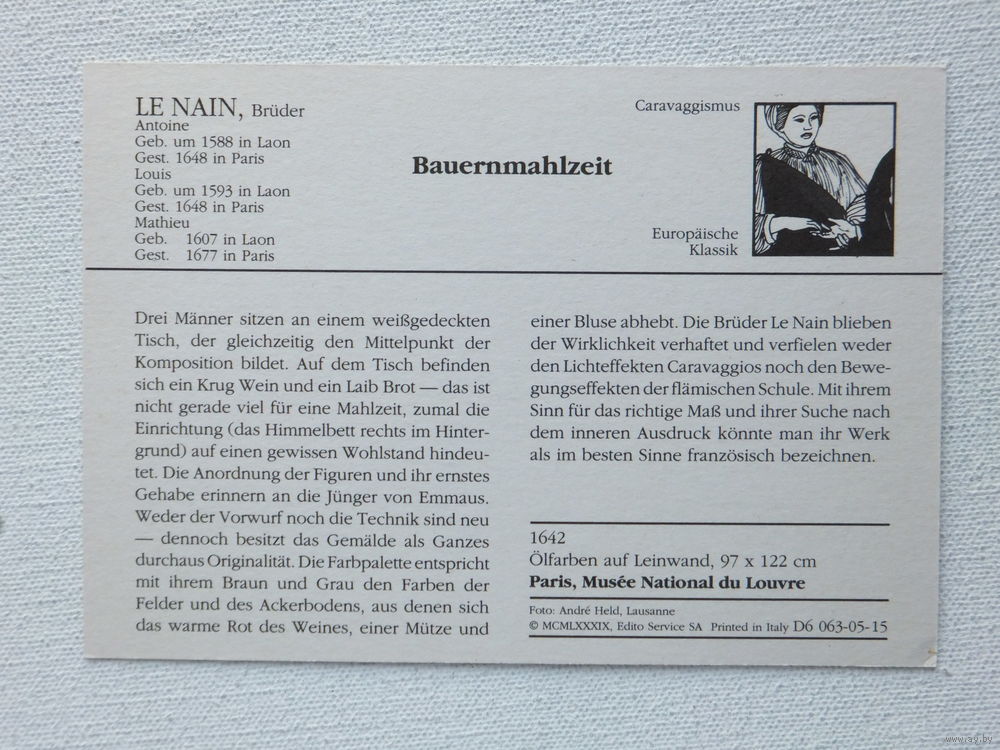 LE NAIN, Brüder
Antoine
Geb. um 1588 in Laon
Gest. 1648 in Paris
Louis
Geb. um 1593 in Laon
Gest. 1648 in Paris
Mathieu
Geb. 1607 in Laon
Gest. 1677 in Paris
Bauernmahlzeit
Caravaggismus
Europäische
Klassik
Drei Männer sitzen an einem weißgedeckten
Tisch, der gleichzeitig den Mittelpunkt der
Komposition bildet. Auf dem Tisch befinden
sich ein Krug Wein und ein Laib Brot — das ist
nicht gerade viel für eine Mahlzeit, zumal die
Einrichtung (das Himmelbett rechts im Hinter-
grund) auf einen gewissen Wohlstand hindeu-
tet. Die Anordnung der Figuren und ihr ernstes
Gehabe erinnern an die Jünger von Emmaus.
Weder der Vorwurf noch die Technik sind neu
— dennoch besitzt das Gemälde als Ganzes
durchaus Originalität. Die Farbpalette entspricht
mit ihrem Braun und Grau den Farben der
Felder und des Ackerbodens, aus denen sich
das warme Rot des Weines, einer Mütze und
einer Bluse abhebt. Die Brüder Le Nain blieben
der Wirklichkeit verhaftet und verfielen weder
den Lichteffekten Caravaggios noch den Bewe-
gungseffekten der flämischen Schule. Mit ihrem
Sinn für das richtige Maß und ihrer Suche nach
dem inneren Ausdruck könnte man ihr Werk
als im besten Sinne französisch bezeichnen.
1642
Ölfarben auf Leinwand, 97 x 122 cm
Paris, Musée National du Louvre
Foto: André Held, Lausanne
© MCMLXXXIX, Edito Service SA Printed in Italy D6 063-05-15
www.ay.by